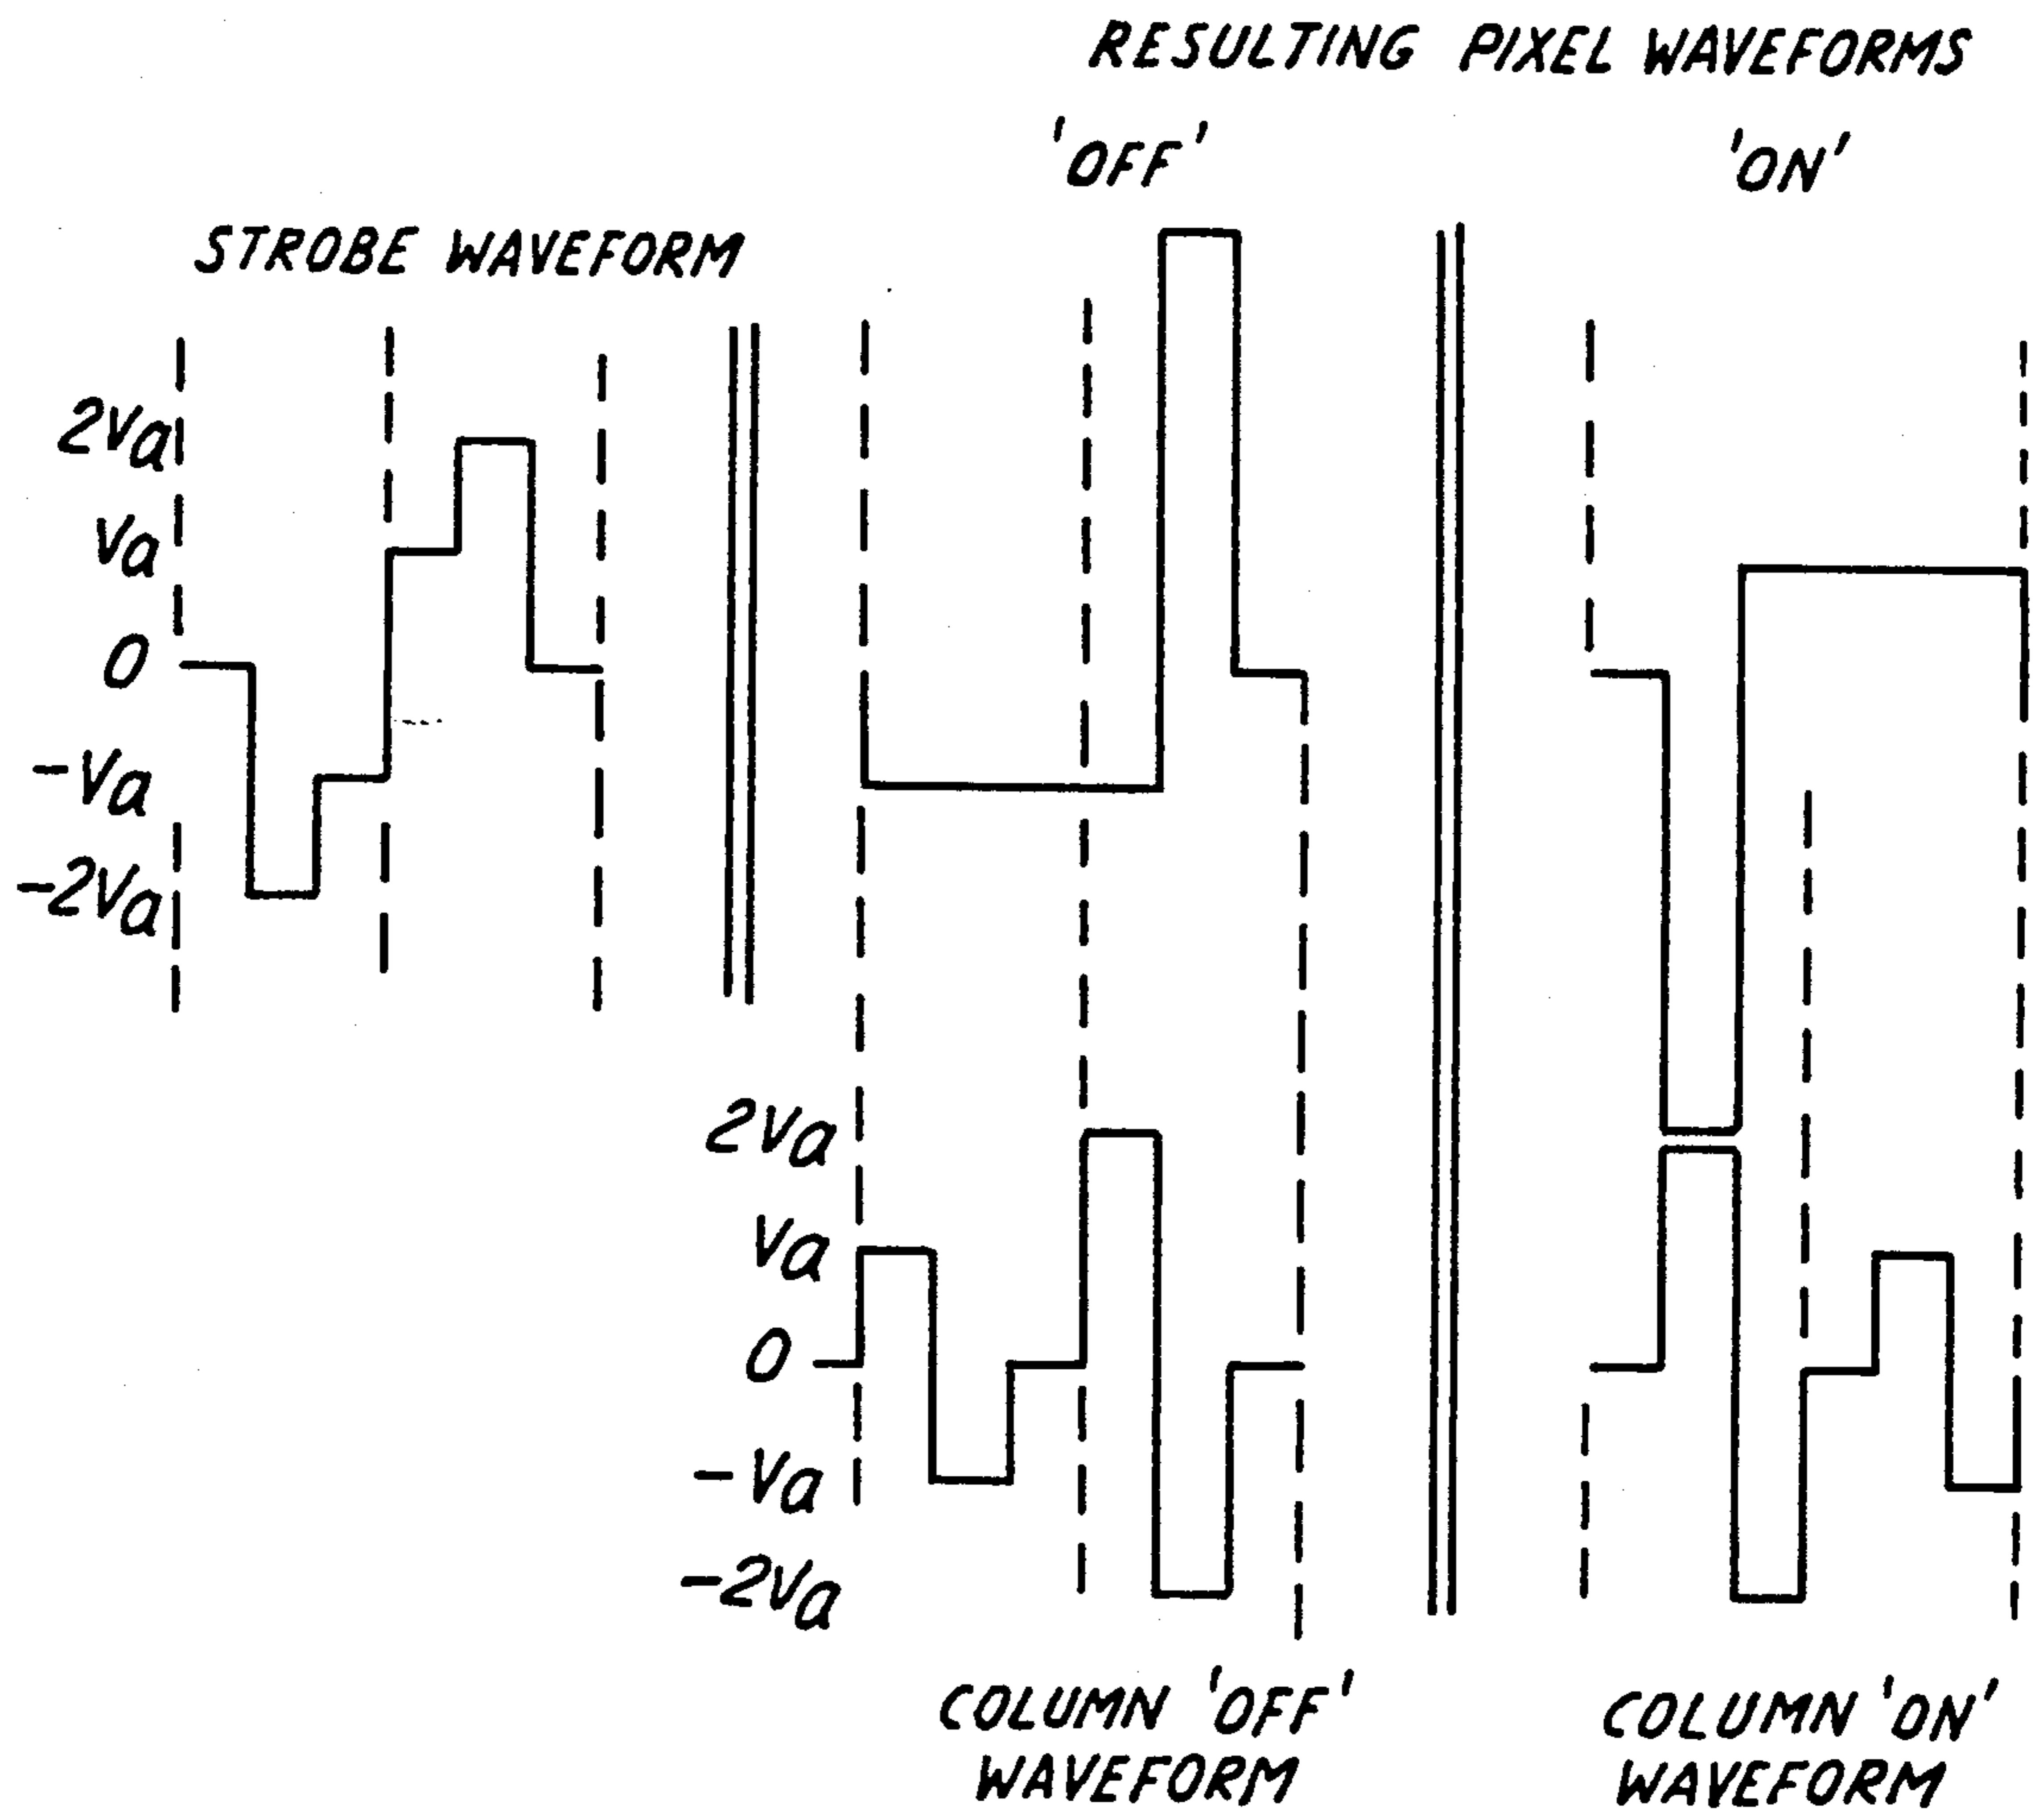 RESULTING PIXEL WAVEFORMS
'OFF'
'ON'
STROBE WAVEFORM
2Va
Va
0
-Va
-2Va
2Va
Va
0
-Va
-2Va
COLUMN 'OFF'
WAVEFORM
COLUMN 'ON'
WAVEFORM